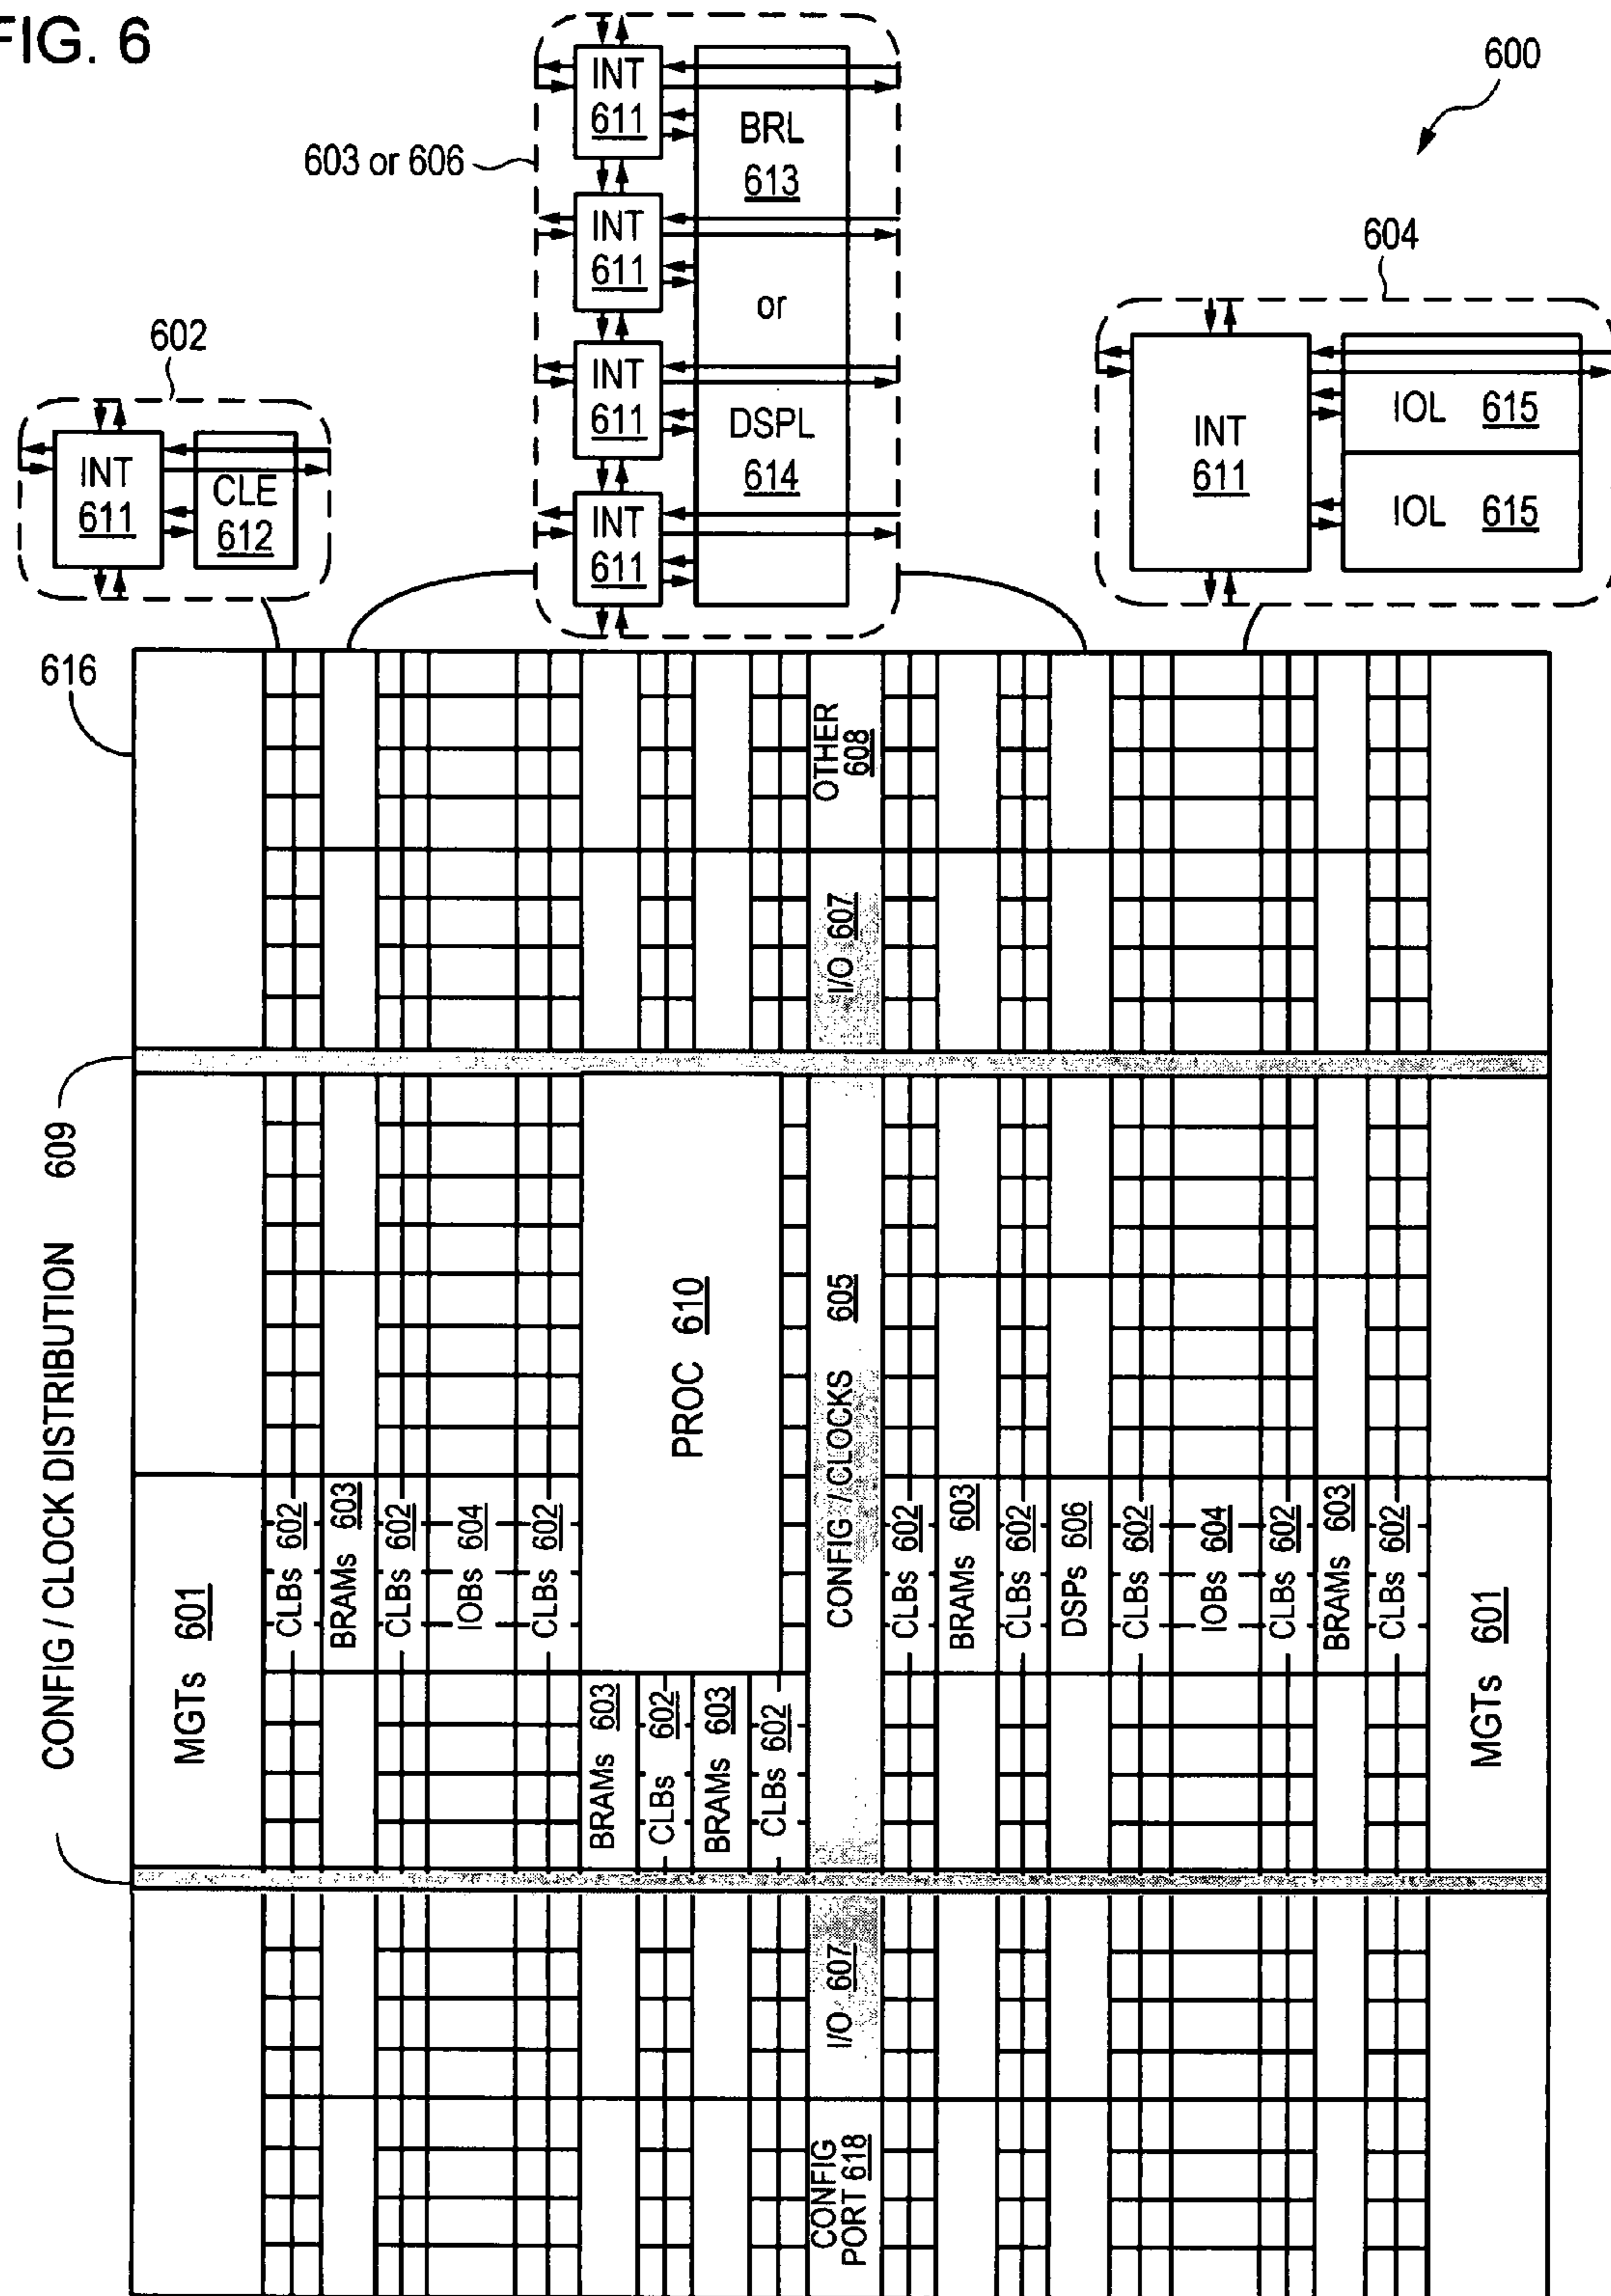 FIG. 6
600
603 or 606
INT
611
INT
611
INT
611
INT
611
BRL
613
or
DSPL
614
604
INT
611
IOL 615
IOL 615
602
INT
611
CLE
612
616
OTHER
608
I/O 607
CONFIG / CLOCK DISTRIBUTION 609
PROC 610
CONFIG / CLOCKS 605
MGTs 601
CLBs 602
BRAMs 603
CLBs 602
IOBs 604
CLBs 602
BRAMs 603
CLBs 602
BRAMs 603
CLBs 602
CLBs 602
BRAMs 603
CLBs 602
DSPs 606
CLBs 602
IOBs 604
CLBs 602
BRAMs 603
CLBs 602
MGTs 601
I/O 607
CONFIG
PORT 618